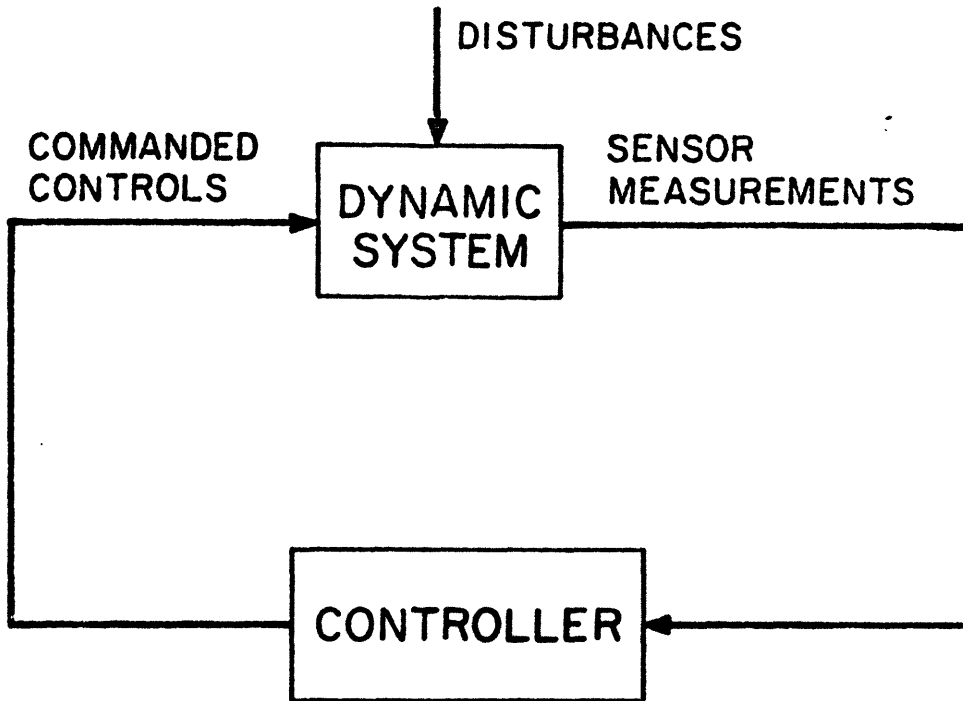 DISTURBANCES
COMMANDED
CONTROLS
DYNAMIC
SYSTEM
SENSOR
MEASUREMENTS
CONTROLLER